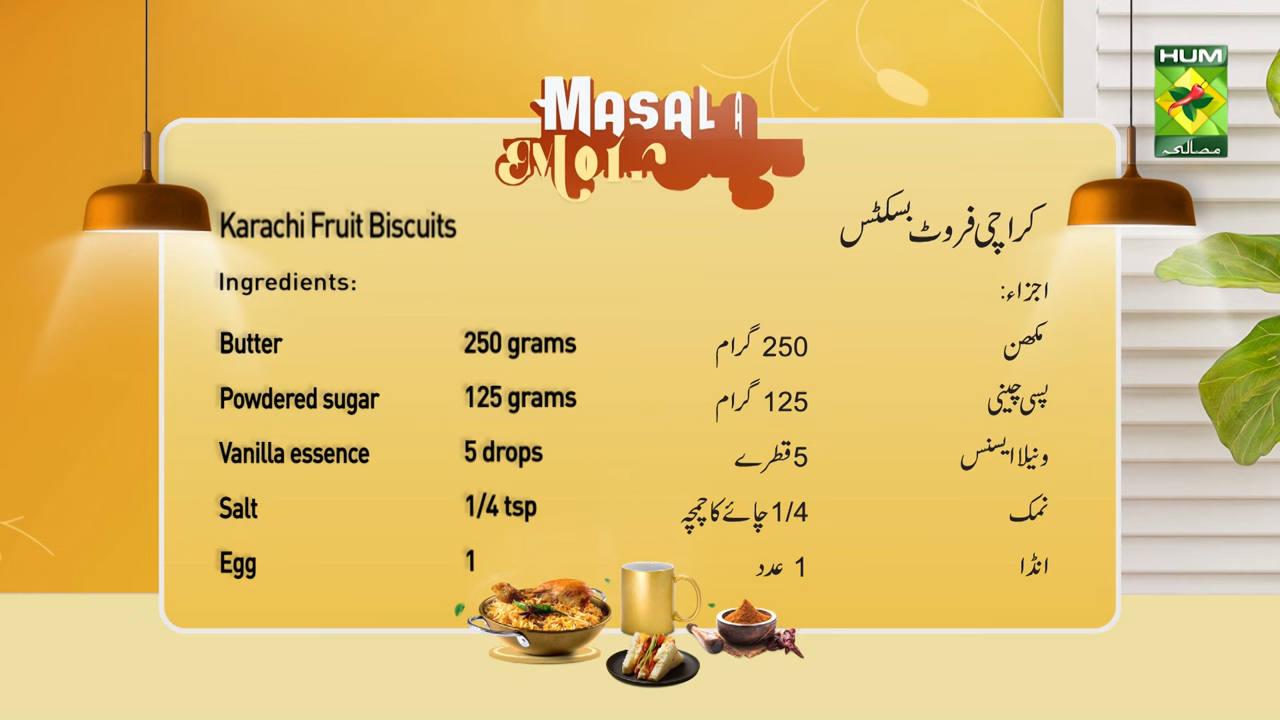 HUM
مصالحہ
MASALA
Karachi Fruit Biscuits کراچی فروٹ بسکٹس
Ingredients: اجزاء:
Butter 250 grams 250 گرام مکھن
Powdered sugar 125 grams 125 گرام پسی چینی
Vanilla essence 5 drops 5 قطرے ونیلا ایسنس
Salt 1/4 tsp 1/4 چائے کا چمچہ نمک
Egg 1 1 عدد انڈا